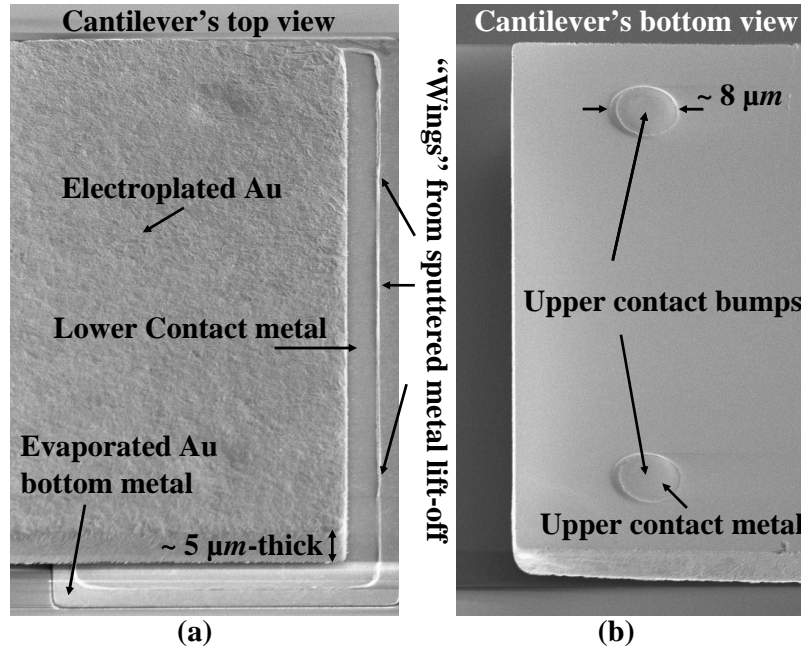 Cantilever's top view
Electroplated Au
Lower Contact metal
Evaporated Au
bottom metal
~ 5 µm-thick
(a)
“Wings” from sputtered metal lift-off
Cantilever's bottom view
~ 8 µm
Upper contact bumps
Upper contact metal
(b)